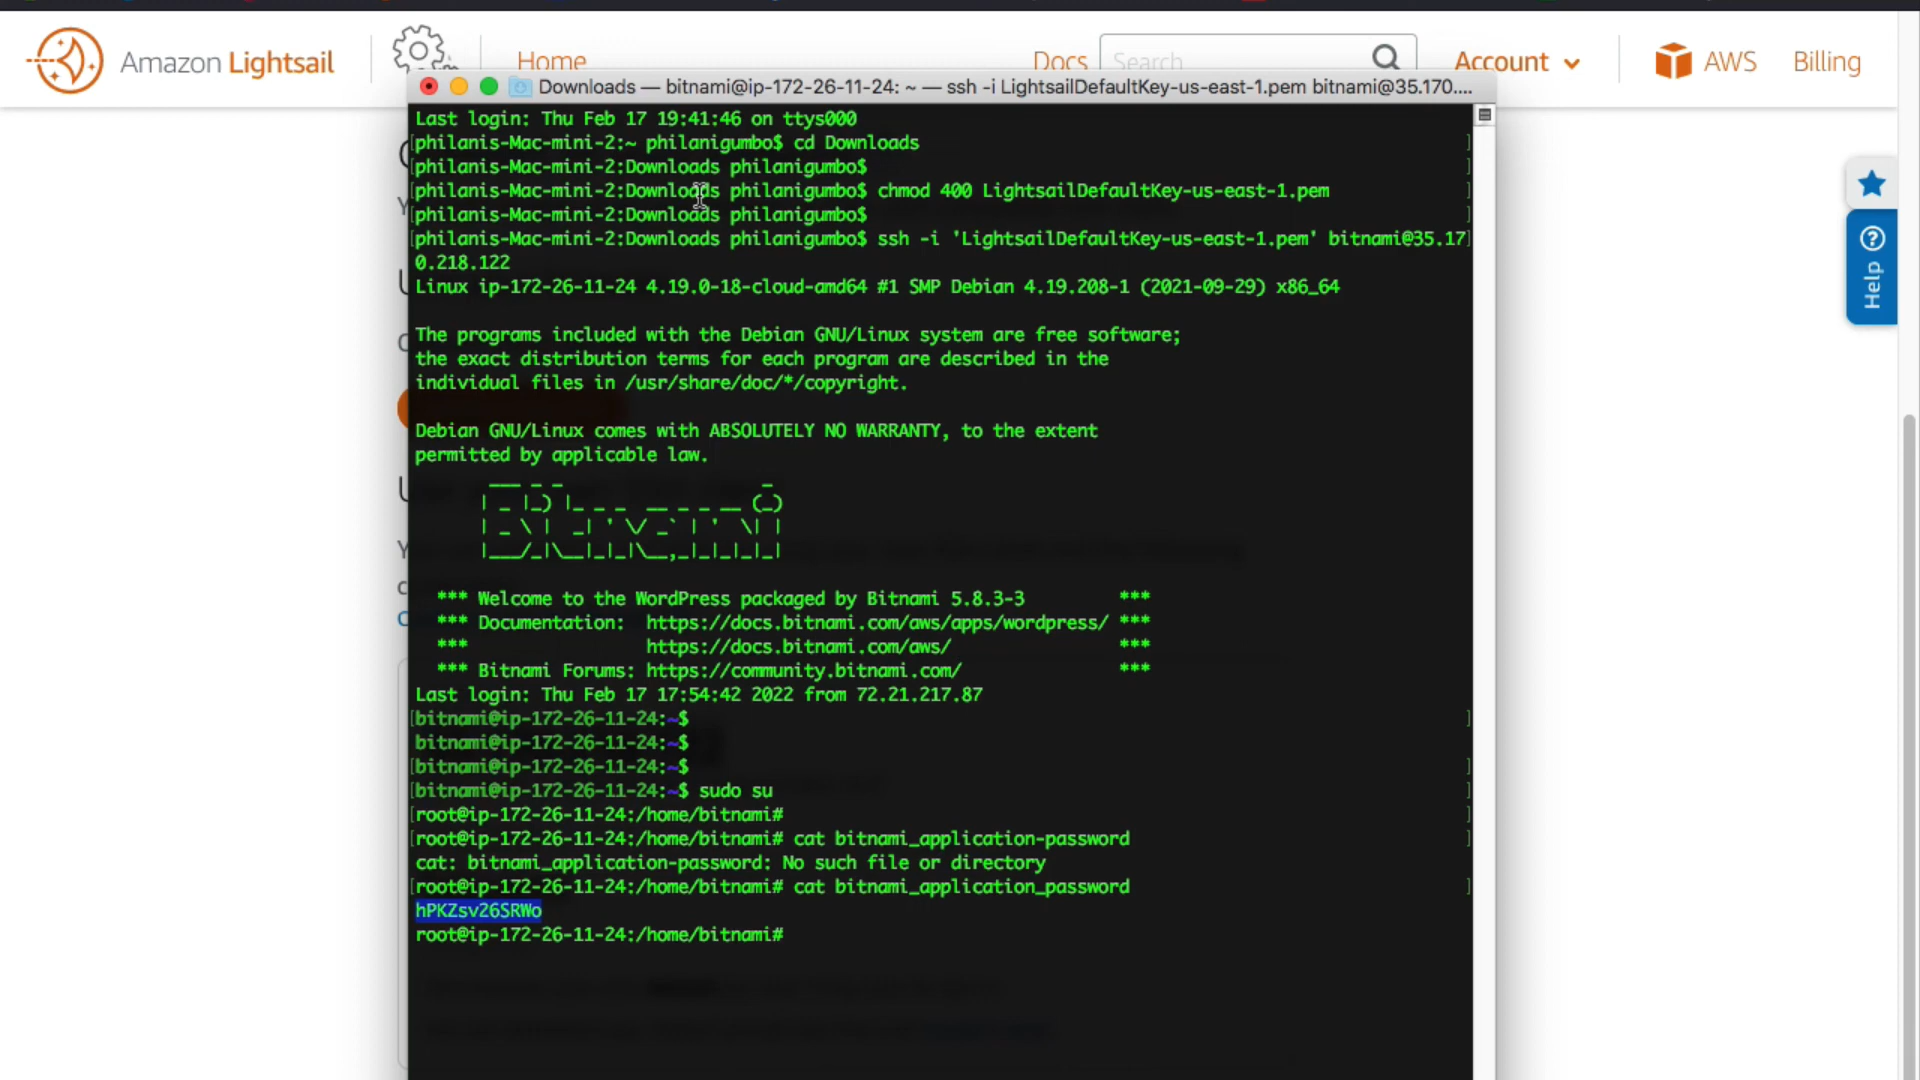 Amazon Lightsail
Home
Docs
Search
Account
AWS
Billing
Downloads — bitnami@ip-172-26-11-24: ~ — ssh -i LightsailDefaultKey-us-east-1.pem bitnami@35.170....
Last login: Thu Feb 17 19:41:46 on ttys000
[philanis-Mac-mini-2:~ philanigumbo$ cd Downloads ]
[philanis-Mac-mini-2:Downloads philanigumbo$ ]
[philanis-Mac-mini-2:Downloads philanigumbo$ chmod 400 LightsailDefaultKey-us-east-1.pem ]
[philanis-Mac-mini-2:Downloads philanigumbo$ ]
[philanis-Mac-mini-2:Downloads philanigumbo$ ssh -i 'LightsailDefaultKey-us-east-1.pem' bitnami@35.17]
0.218.122
Linux ip-172-26-11-24 4.19.0-18-cloud-amd64 #1 SMP Debian 4.19.208-1 (2021-09-29) x86_64
The programs included with the Debian GNU/Linux system are free software;
the exact distribution terms for each program are described in the
individual files in /usr/share/doc/*/copyright.
Debian GNU/Linux comes with ABSOLUTELY NO WARRANTY, to the extent
permitted by applicable law.
Bitnami
*** Welcome to the WordPress packaged by Bitnami 5.8.3-3 ***
*** Documentation: https://docs.bitnami.com/aws/apps/wordpress/ ***
*** https://docs.bitnami.com/aws/ ***
*** Bitnami Forums: https://community.bitnami.com/ ***
Last login: Thu Feb 17 17:54:42 2022 from 72.21.217.87
[bitnami@ip-172-26-11-24:~$ ]
bitnami@ip-172-26-11-24:~$
[bitnami@ip-172-26-11-24:~$ ]
[bitnami@ip-172-26-11-24:~$ sudo su ]
[root@ip-172-26-11-24:/home/bitnami# ]
[root@ip-172-26-11-24:/home/bitnami# cat bitnami_application-password ]
cat: bitnami_application-password: No such file or directory
[root@ip-172-26-11-24:/home/bitnami# cat bitnami_application_password ]
hPKZsv26SRWo
root@ip-172-26-11-24:/home/bitnami#
Help